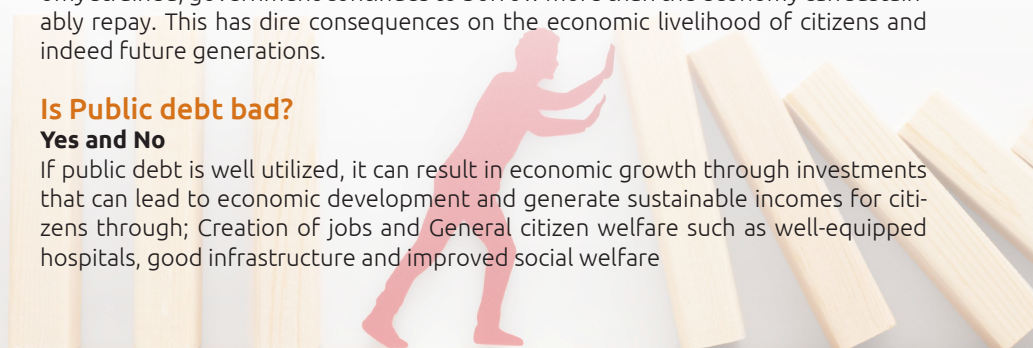 ably repay. This has dire consequences on the economic livelihood of citizens and
indeed future generations.
Is Public debt bad?
Yes and No
If public debt is well utilized, it can result in economic growth through investments
that can lead to economic development and generate sustainable incomes for citi-
zens through; Creation of jobs and General citizen welfare such as well-equipped
hospitals, good infrastructure and improved social welfare